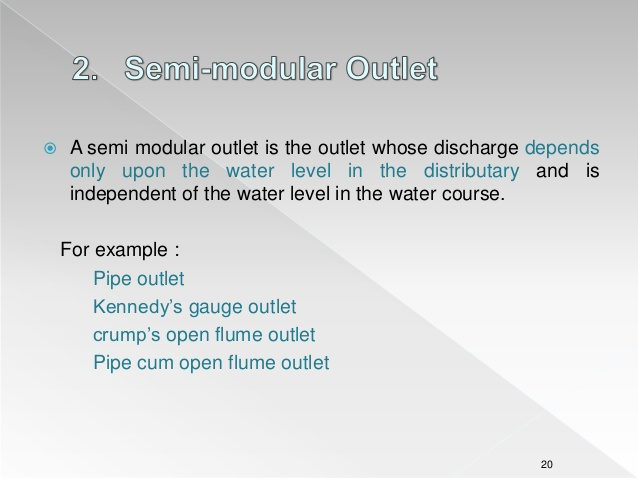 2. Semi-modular Outlet
A semi modular outlet is the outlet whose discharge depends
only upon the water level in the distributary and is
independent of the water level in the water course.
For example :
Pipe outlet
Kennedy’s gauge outlet
crump’s open flume outlet
Pipe cum open flume outlet
20